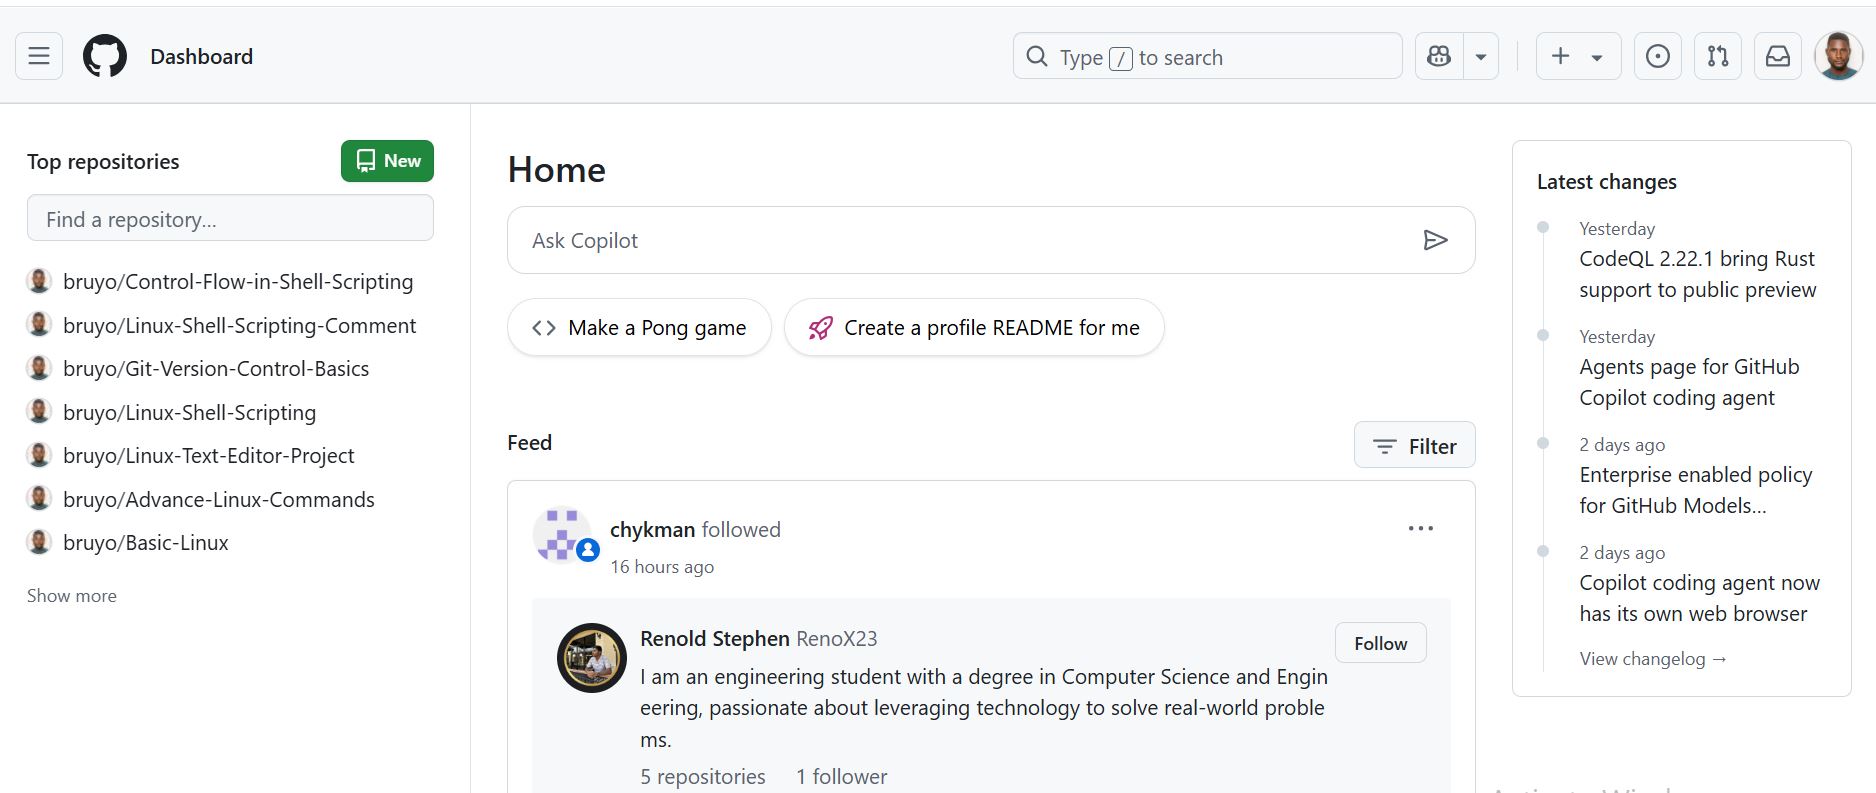 Dashboard
Type / to search
Top repositories
New
Find a repository...
bruyo/Control-Flow-in-Shell-Scripting
bruyo/Linux-Shell-Scripting-Comment
bruyo/Git-Version-Control-Basics
bruyo/Linux-Shell-Scripting
bruyo/Linux-Text-Editor-Project
bruyo/Advance-Linux-Commands
bruyo/Basic-Linux
Show more
Home
Ask Copilot
Make a Pong game
Create a profile README for me
Feed
Filter
chykman followed
16 hours ago
Renold Stephen RenoX23
Follow
I am an engineering student with a degree in Computer Science and Engin
eering, passionate about leveraging technology to solve real-world proble
ms.
5 repositories 1 follower
Latest changes
Yesterday
CodeQL 2.22.1 bring Rust
support to public preview
Yesterday
Agents page for GitHub
Copilot coding agent
2 days ago
Enterprise enabled policy
for GitHub Models...
2 days ago
Copilot coding agent now
has its own web browser
View changelog →